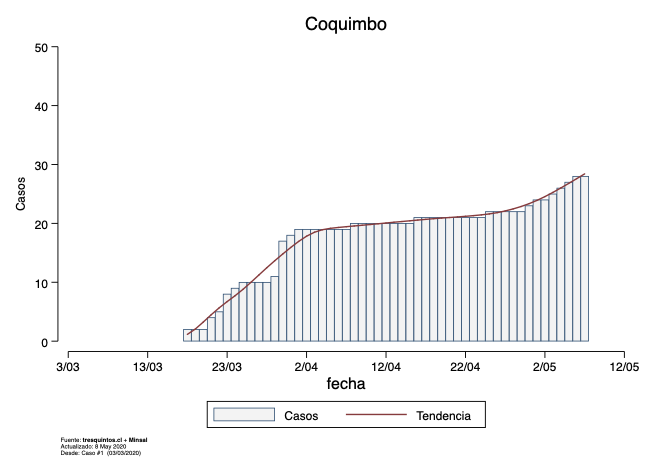 Coquimbo
50
40
30
20
10
0
Casos
3/03 13/03 23/03 2/04 12/04 22/04 2/05 12/05
fecha
Casos Tendencia
Fuente: tresquintos.cl + Minsal
Actualizado: 8 May 2020
Desde: Caso #1 (03/03/2020)